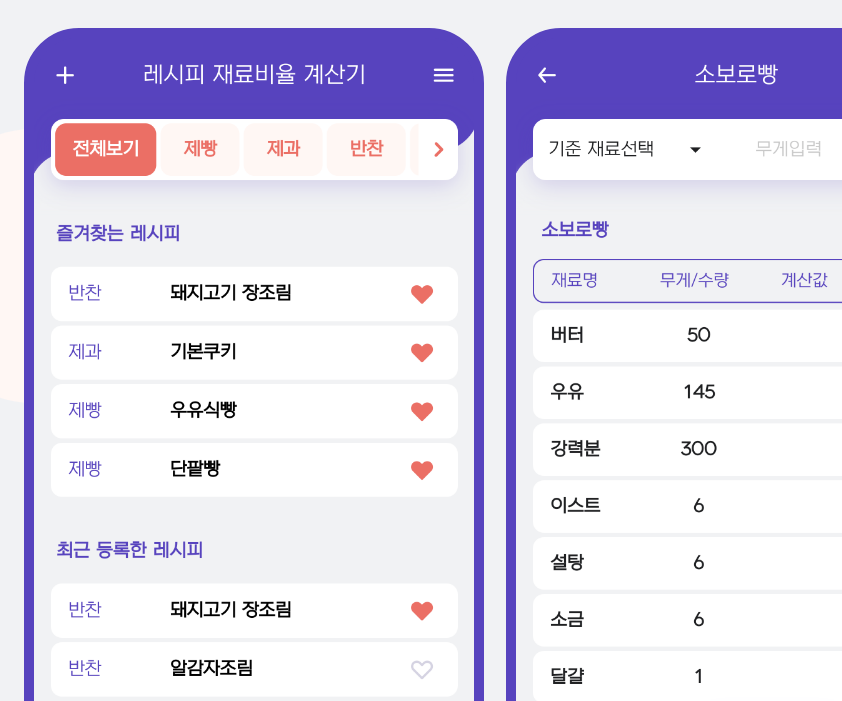 레시피 재료비율 계산기
전체보기 제빵 제과 반찬
즐겨찾는 레시피
반찬 돼지고기 장조림
제과 기본쿠키
제빵 우유식빵
제빵 단팥빵
최근 등록한 레시피
반찬 돼지고기 장조림
반찬 알감자조림
소보로빵
기준 재료선택 무게입력
소보로빵
재료명 무게/수량 계산값
버터 50
우유 145
강력분 300
이스트 6
설탕 6
소금 6
달걀 1